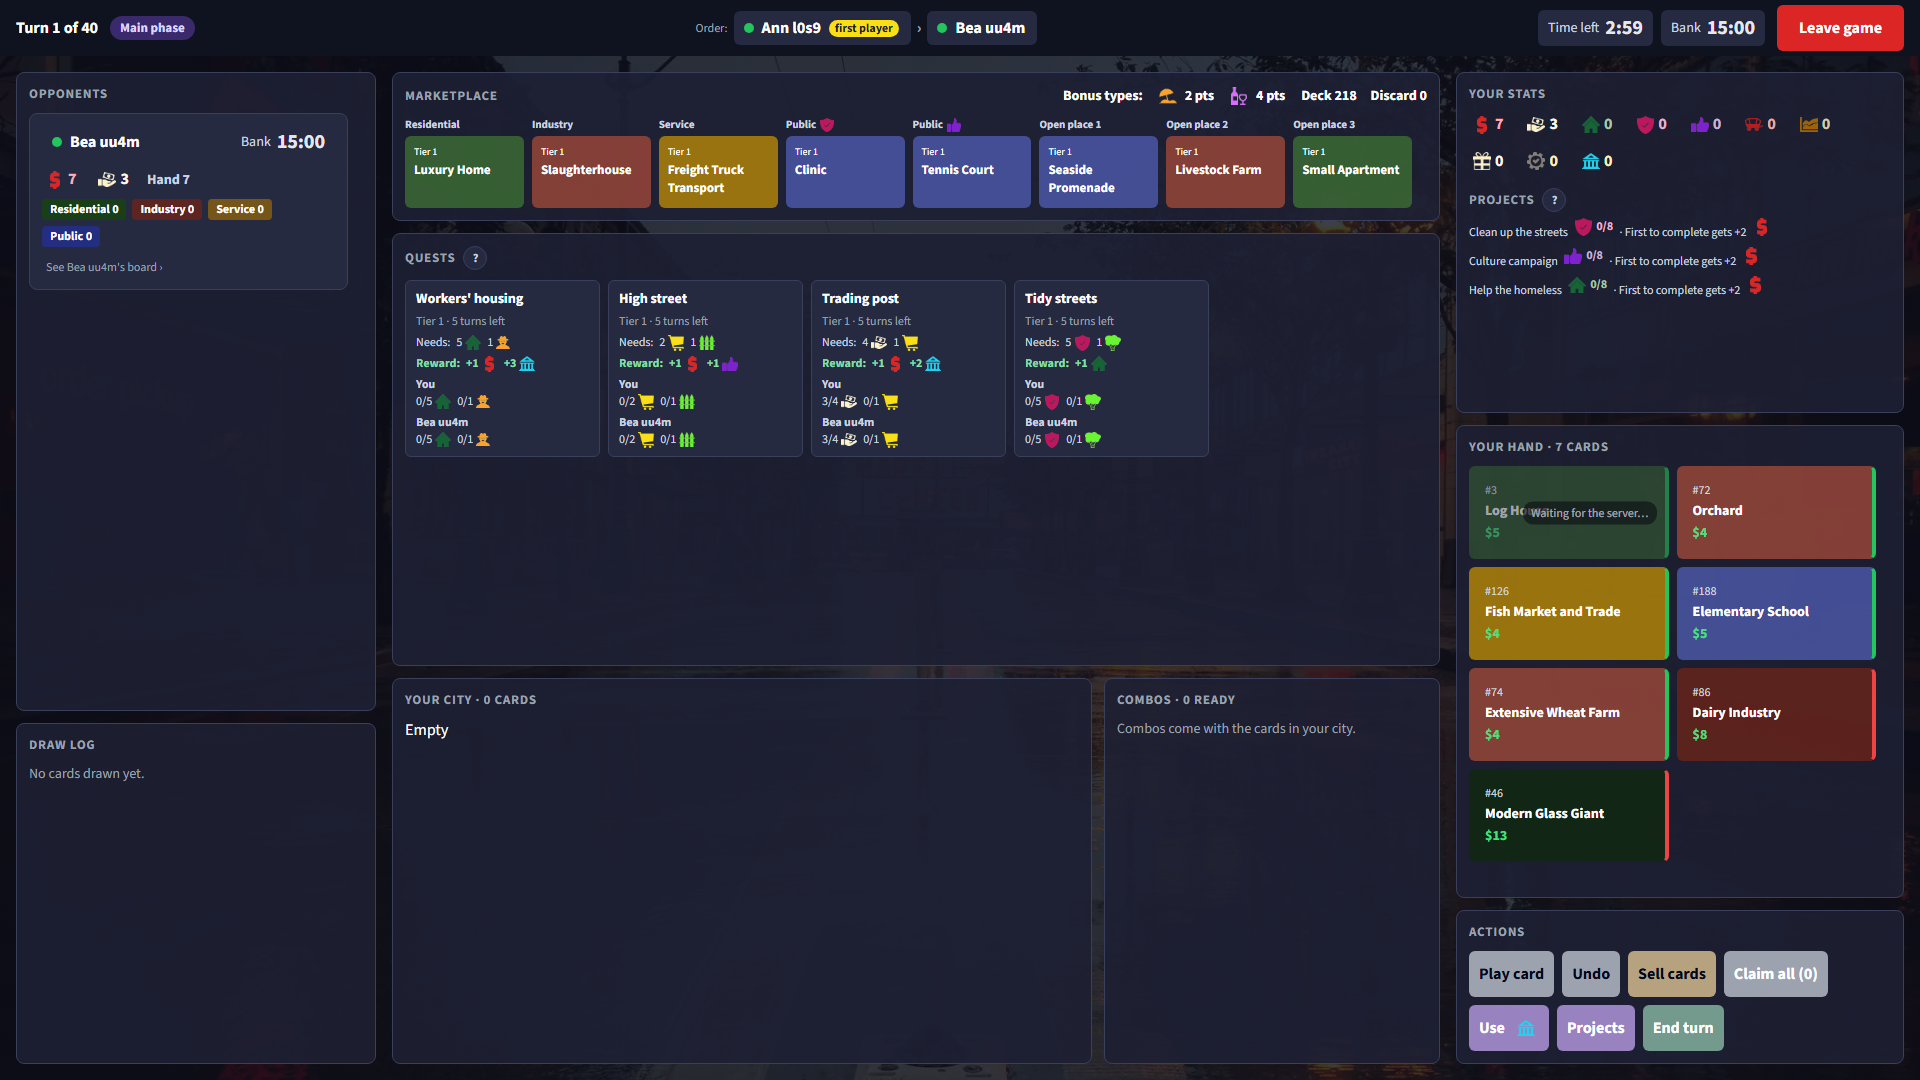 Turn 1 of 40 Main phase
Order: Ann l0s9 first player › Bea uu4m
Time left 2:59 Bank 15:00 Leave game
OPPONENTS
Bea uu4m Bank 15:00
7 3 Hand 7
Residential 0 Industry 0 Service 0
Public 0
See Bea uu4m's board ›
DRAW LOG
No cards drawn yet.
MARKETPLACE Bonus types: 2 pts 4 pts Deck 218 Discard 0
Residential Industry Service Public Public Open place 1 Open place 2 Open place 3
Tier 1 Tier 1 Tier 1 Tier 1 Tier 1 Tier 1 Tier 1 Tier 1
Luxury Home Slaughterhouse Freight Truck Clinic Tennis Court Seaside Livestock Farm Small Apartment
Transport Promenade
QUESTS ?
Workers' housing High street Trading post Tidy streets
Tier 1 · 5 turns left Tier 1 · 5 turns left Tier 1 · 5 turns left Tier 1 · 5 turns left
Needs: 5 1 Needs: 2 1 Needs: 4 1 Needs: 5 1
Reward: +1 $ +3 Reward: +1 $ +1 Reward: +1 $ +2 Reward: +1
You You You You
0/5 0/1 0/2 0/1 3/4 0/1 0/5 0/1
Bea uu4m Bea uu4m Bea uu4m Bea uu4m
0/5 0/1 0/2 0/1 3/4 0/1 0/5 0/1
YOUR CITY · 0 CARDS
Empty
COMBOS · 0 READY
Combos come with the cards in your city.
YOUR STATS
$ 7 3 0 0 0 0 0
0 0 0
PROJECTS ?
Clean up the streets 0/8 · First to complete gets +2 $
Culture campaign 0/8 · First to complete gets +2 $
Help the homeless 0/8 · First to complete gets +2 $
YOUR HAND · 7 CARDS
#3 #72
Log Waiting for the server… Orchard
$5 $4
#126 #188
Fish Market and Trade Elementary School
$4 $5
#74 #86
Extensive Wheat Farm Dairy Industry
$4 $8
#46
Modern Glass Giant
$13
ACTIONS
Play card Undo Sell cards Claim all (0)
Use Projects End turn